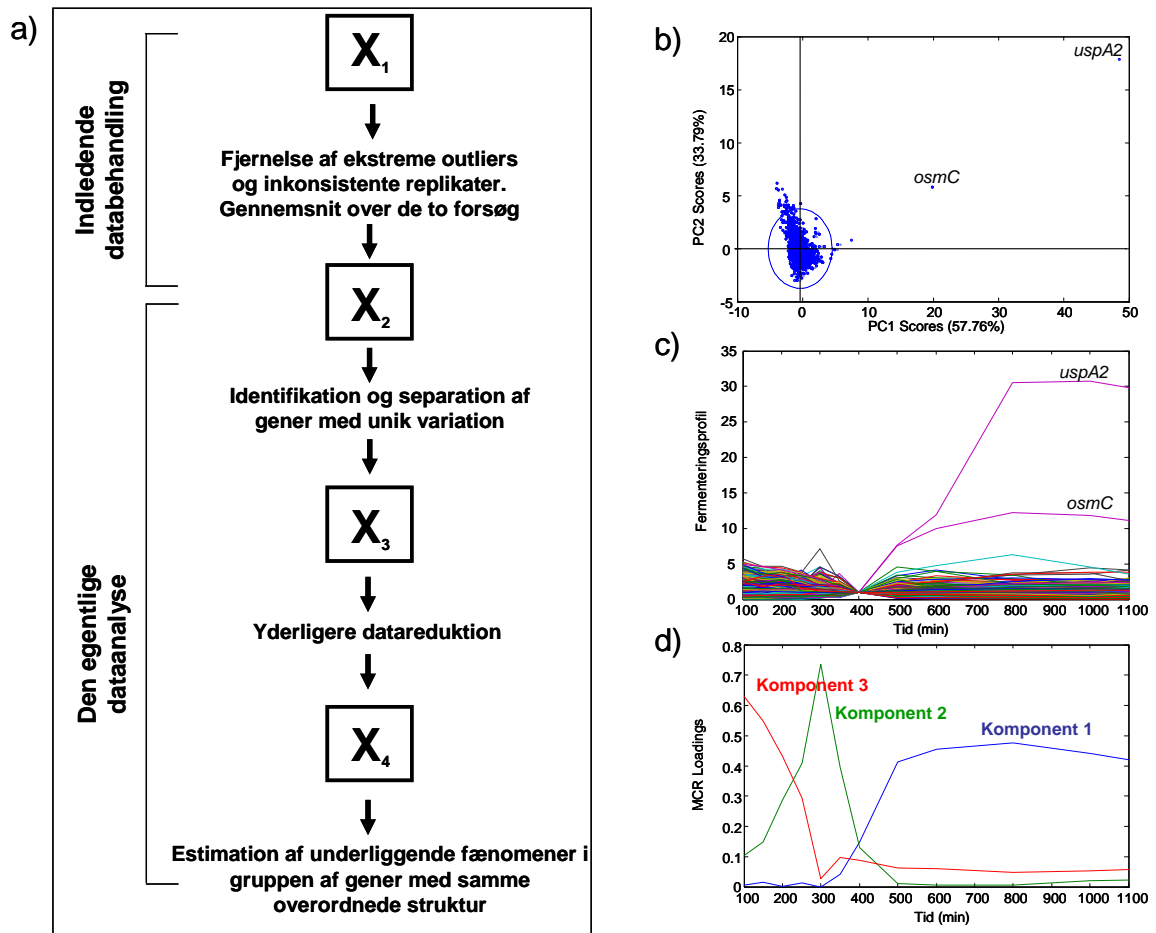 a)
Indledende
databehandling
Den egentlige
dataanalyse
X1
Fjernelse af ekstreme outliers
og inkonsistente replikater.
Gennemsnit over de to forsøg
X2
Identifikation og separation af
gener med unik variation
X3
Yderligere datareduktion
X4
Estimation af underliggende fænomener i
gruppen af gener med samme
overordnede struktur
b)
PC2 Scores (33.79%)
20
15
10
5
0
-5
uspA2
osmC
-10
0
10
20
30
40
50
PC1 Scores (57.76%)
c)
Fermenteringsprofil
35
30
25
20
15
10
5
0
uspA2
osmC
100
200
300
400
500
600
700
800
900
1000
1100
Tid (min)
d)
MCR Loadings
0.8
0.7
0.6
0.5
0.4
0.3
0.2
0.1
0
Komponent 3
Komponent 2
Komponent 1
100
200
300
400
500
600
700
800
900
1000
1100
Tid (min)